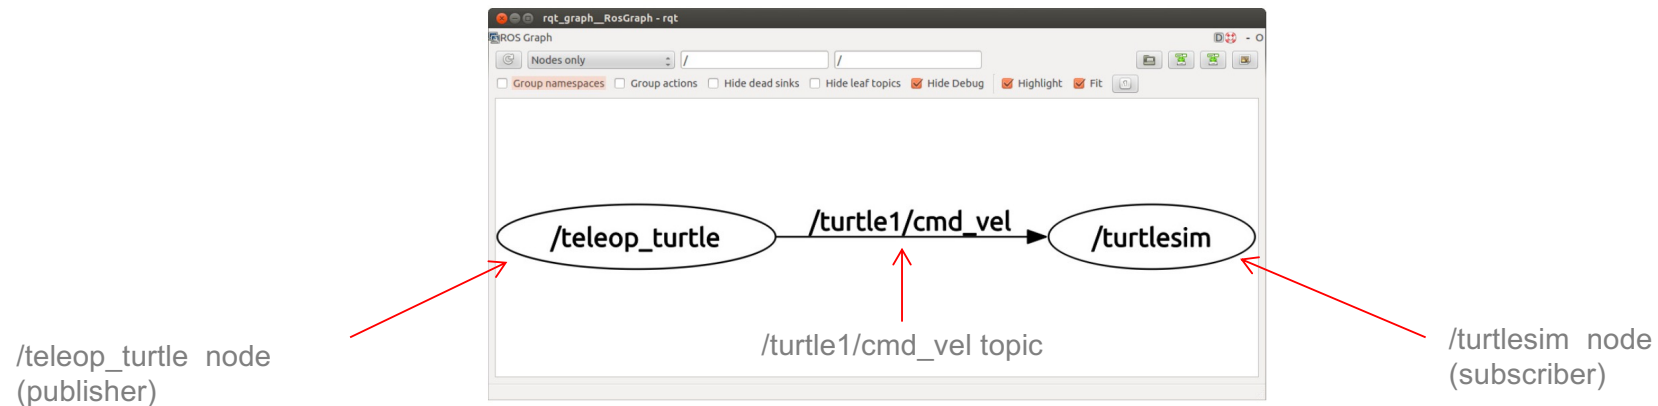 rqt_graph__RosGraph - rqt
ROS Graph
D - O
Nodes only / /
Group namespaces Group actions Hide dead sinks Hide leaf topics Hide Debug Highlight Fit
/teleop_turtle /turtle1/cmd_vel /turtlesim
/teleop_turtle node
(publisher)
/turtle1/cmd_vel topic
/turtlesim node
(subscriber)